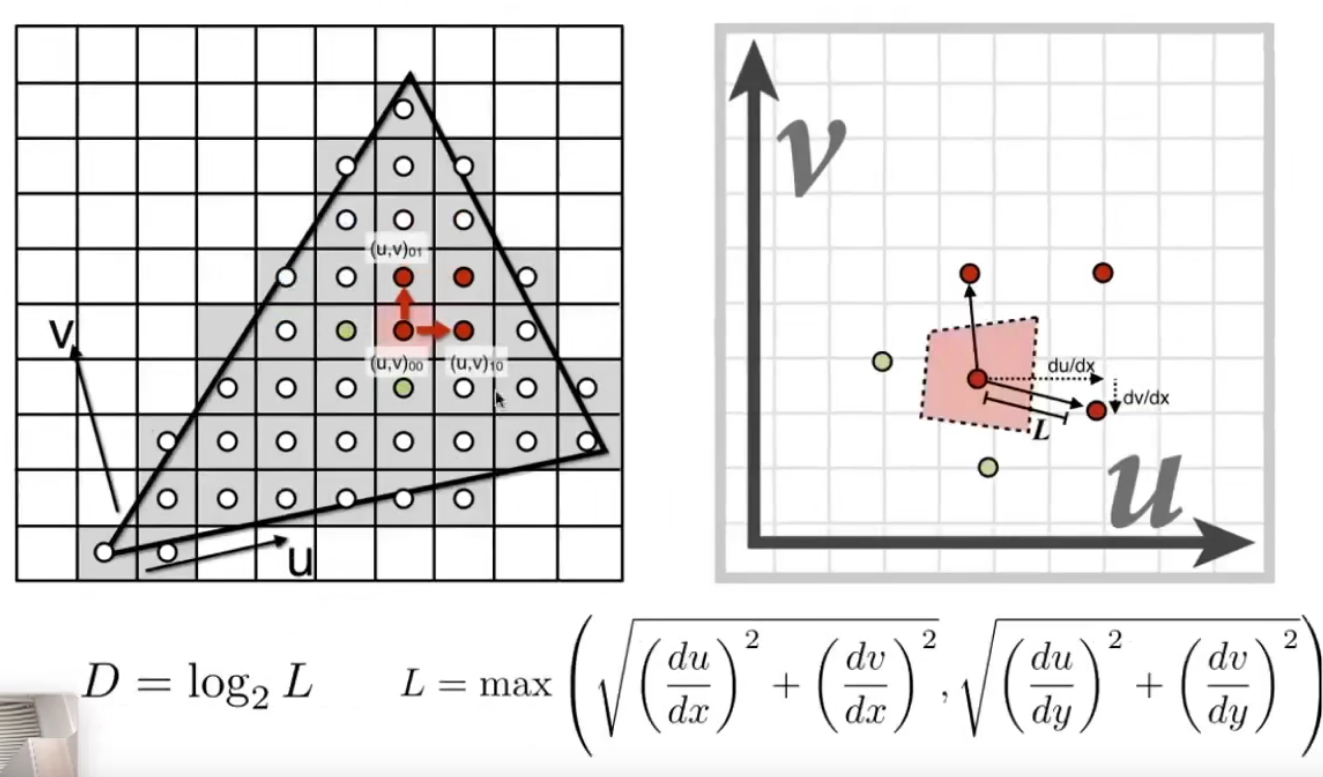 (u,v)01
(u,v)00 (u,v)10
v
u
v
u
du/dx
dv/dx
L
D = log₂ L
L = max(√((du/dx)² + (dv/dx)²), √((du/dy)² + (dv/dy)²))